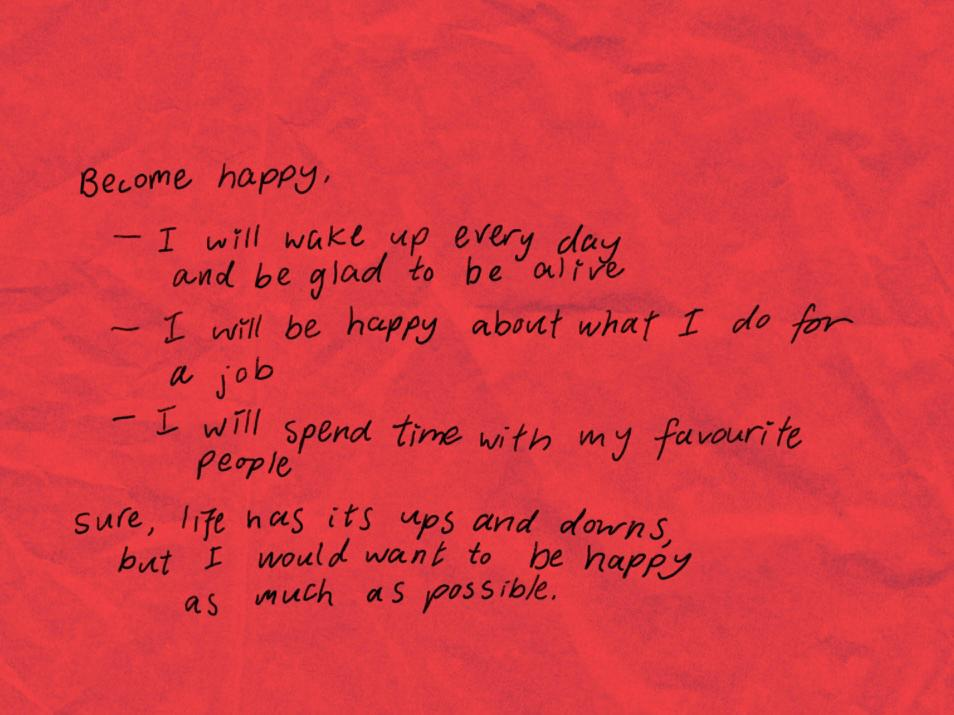 Become happy.
— I will wake up every day
and be glad to be alive
— I will be happy about what I do for
a job
— I will spend time with my favourite
people
Sure, life has its ups and downs,
but I would want to be happy
as much as possible.